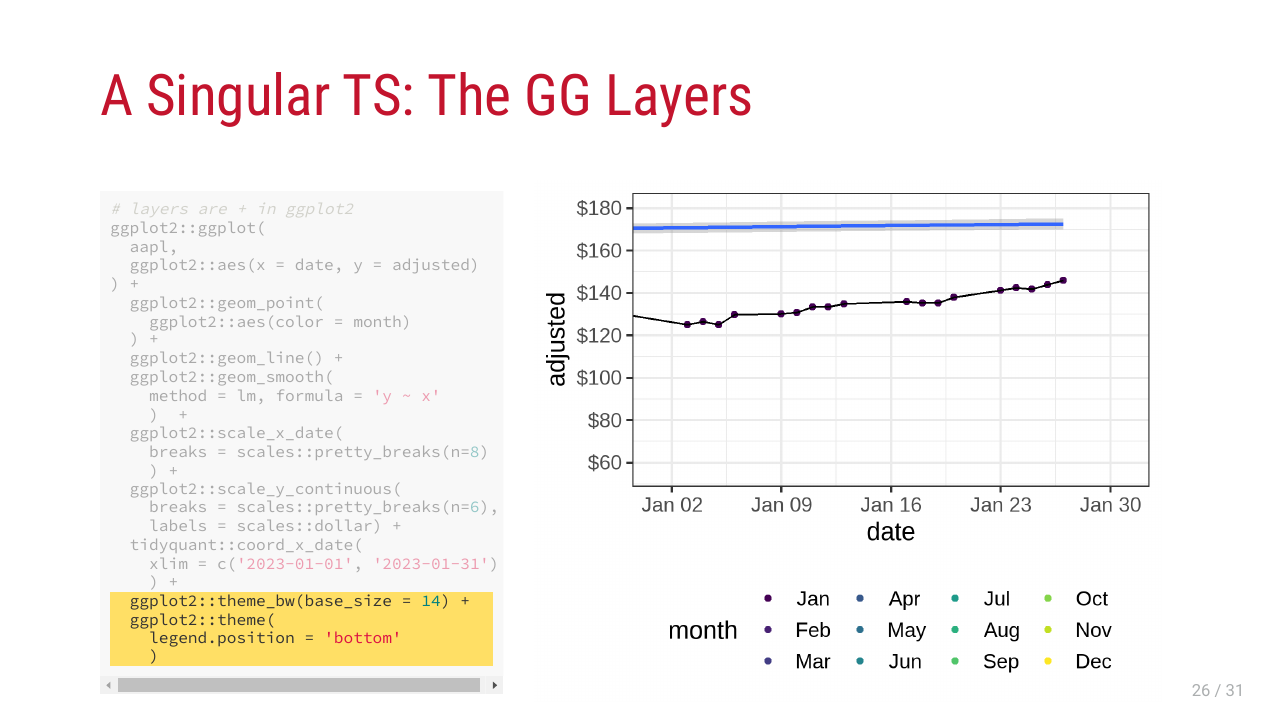 A Singular TS: The GG Layers
# layers are + in ggplot2
ggplot2::ggplot(
  aapl,
  ggplot2::aes(x = date, y = adjusted)
) +
  ggplot2::geom_point(
    ggplot2::aes(color = month)
  ) +
  ggplot2::geom_line() +
  ggplot2::geom_smooth(
    method = lm, formula = 'y ~ x'
    )  +
  ggplot2::scale_x_date(
    breaks = scales::pretty_breaks(n=8)
    ) +
  ggplot2::scale_y_continuous(
    breaks = scales::pretty_breaks(n=6),
    labels = scales::dollar) +
  tidyquant::coord_x_date(
    xlim = c('2023-01-01', '2023-01-31')
    ) +
  ggplot2::theme_bw(base_size = 14) +
  ggplot2::theme(
    legend.position = 'bottom'
    )
adjusted
$180
$160
$140
$120
$100
$80
$60
Jan 02 Jan 09 Jan 16 Jan 23 Jan 30
date
month
Jan Apr Jul Oct
Feb May Aug Nov
Mar Jun Sep Dec
26 / 31